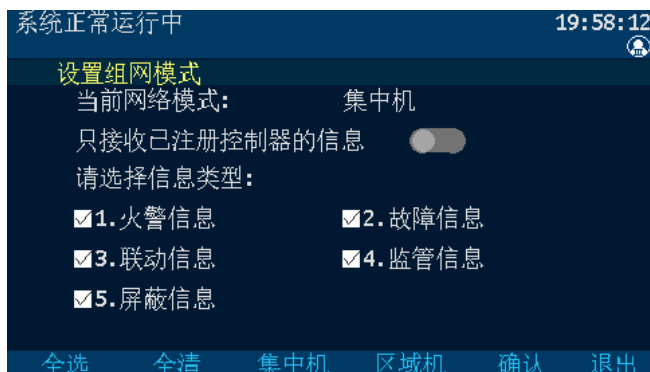 系统正常运行中 19:58:12
设置组网模式
当前网络模式: 集中机
只接收已注册控制器的信息
请选择信息类型:
1.火警信息 2.故障信息
3.联动信息 4.监管信息
5.屏蔽信息
全选 全清 集中机 区域机 确认 退出